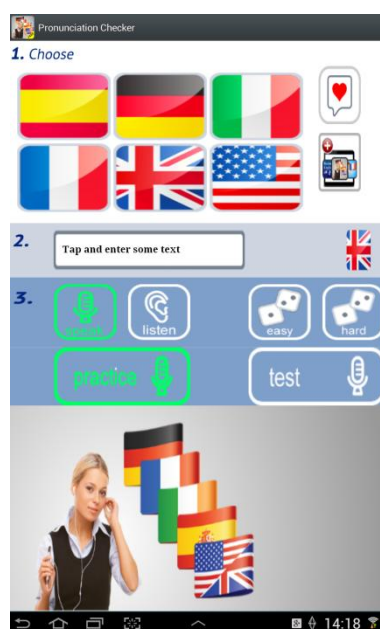 Pronunciation Checker
1. Choose
2.
Tap and enter some text
3.
speak listen easy hard
practice test
14:18